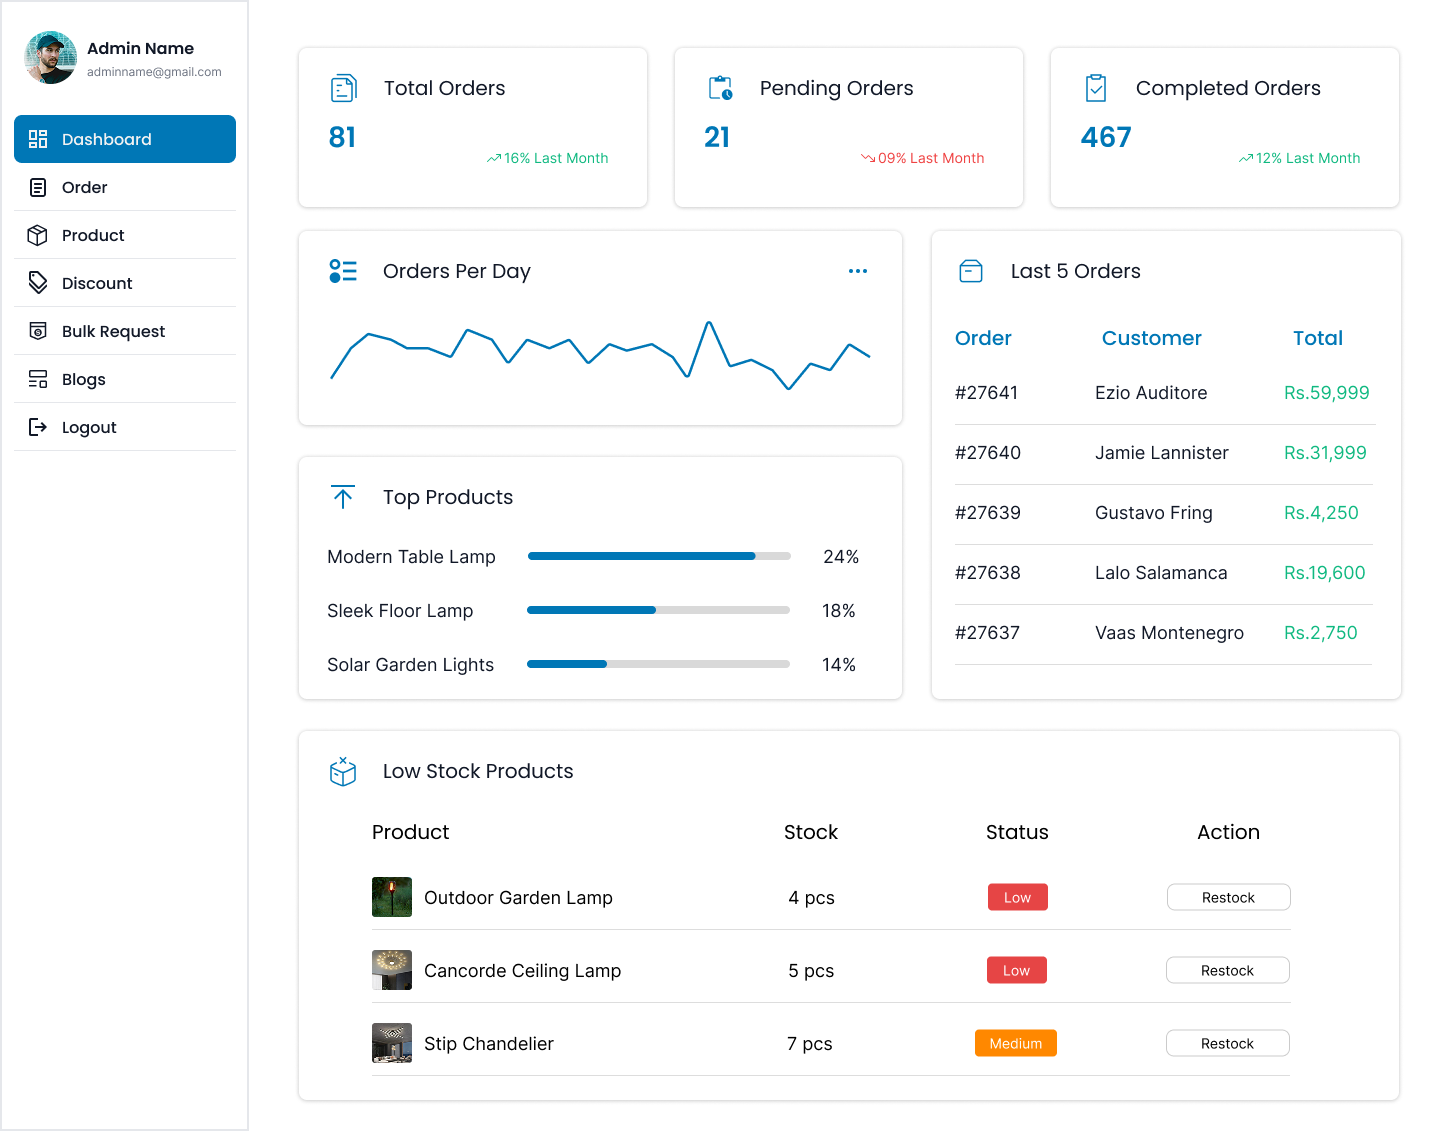 Admin Name
adminname@gmail.com
Dashboard
Order
Product
Discount
Bulk Request
Blogs
Logout
Total Orders
81
16% Last Month
Pending Orders
21
09% Last Month
Completed Orders
467
12% Last Month
Orders Per Day
Top Products
Modern Table Lamp 24%
Sleek Floor Lamp 18%
Solar Garden Lights 14%
Last 5 Orders
Order Customer Total
#27641 Ezio Auditore Rs.59,999
#27640 Jamie Lannister Rs.31,999
#27639 Gustavo Fring Rs.4,250
#27638 Lalo Salamanca Rs.19,600
#27637 Vaas Montenegro Rs.2,750
Low Stock Products
Product Stock Status Action
Outdoor Garden Lamp 4 pcs Low Restock
Cancorde Ceiling Lamp 5 pcs Low Restock
Stip Chandelier 7 pcs Medium Restock